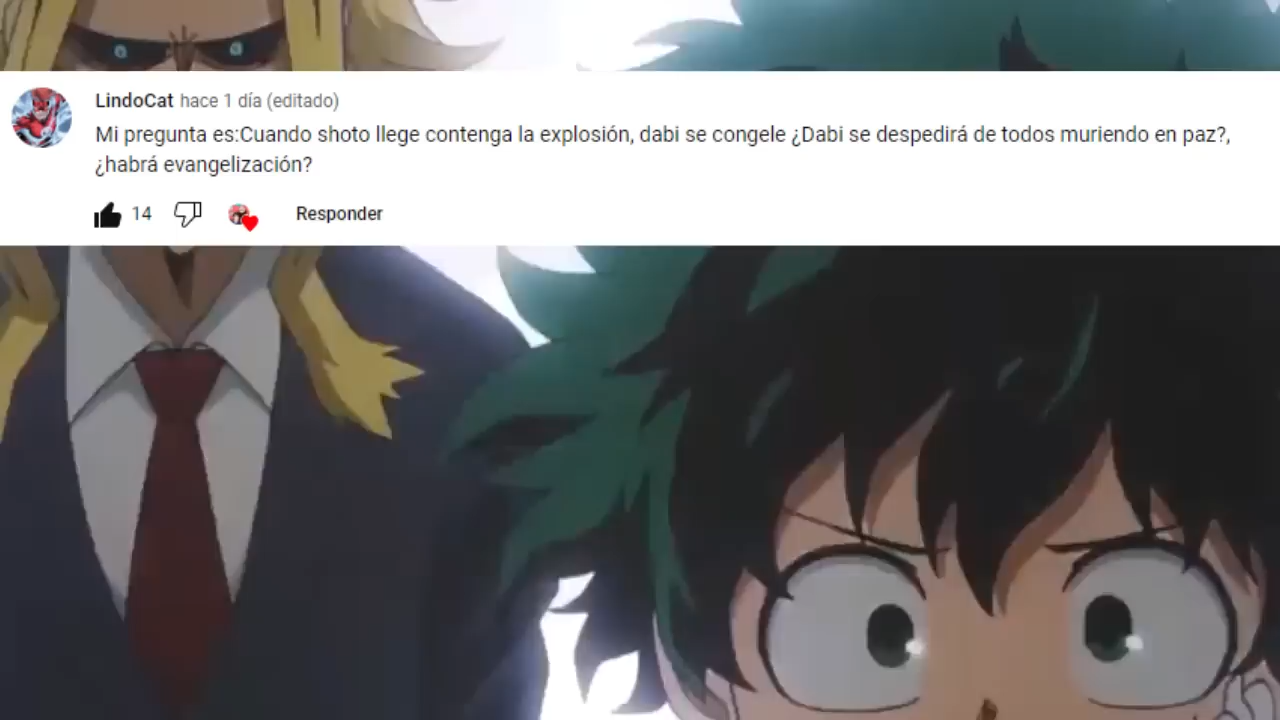 LindoCat hace 1 día (editado)
Mi pregunta es:Cuando shoto llege contenga la explosión, dabi se congele ¿Dabi se despedirá de todos muriendo en paz?,
¿habrá evangelización?
14 Responder